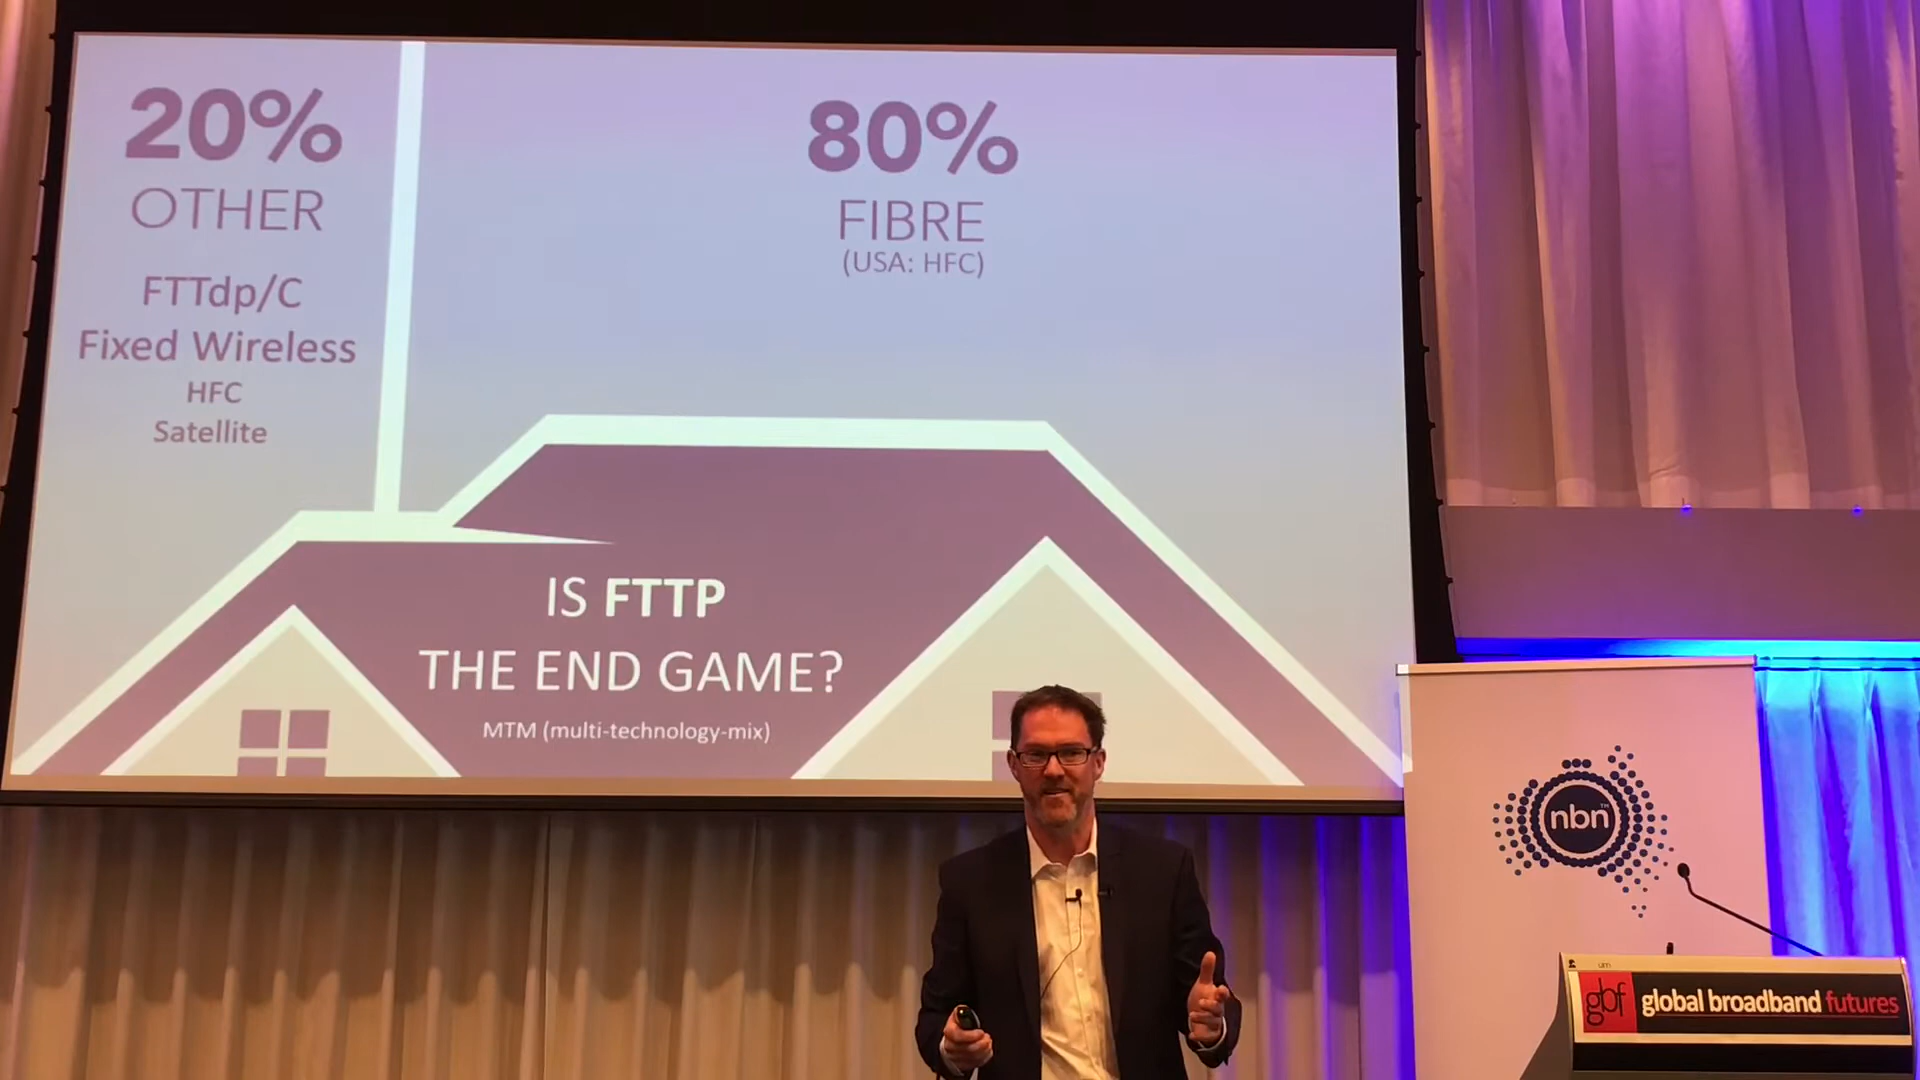 20%
OTHER
FTTdp/C
Fixed Wireless
HFC
Satellite
80%
FIBRE
(USA: HFC)
IS FTTP
THE END GAME?
MTM (multi-technology-mix)
nbn™
gbf global broadband futures